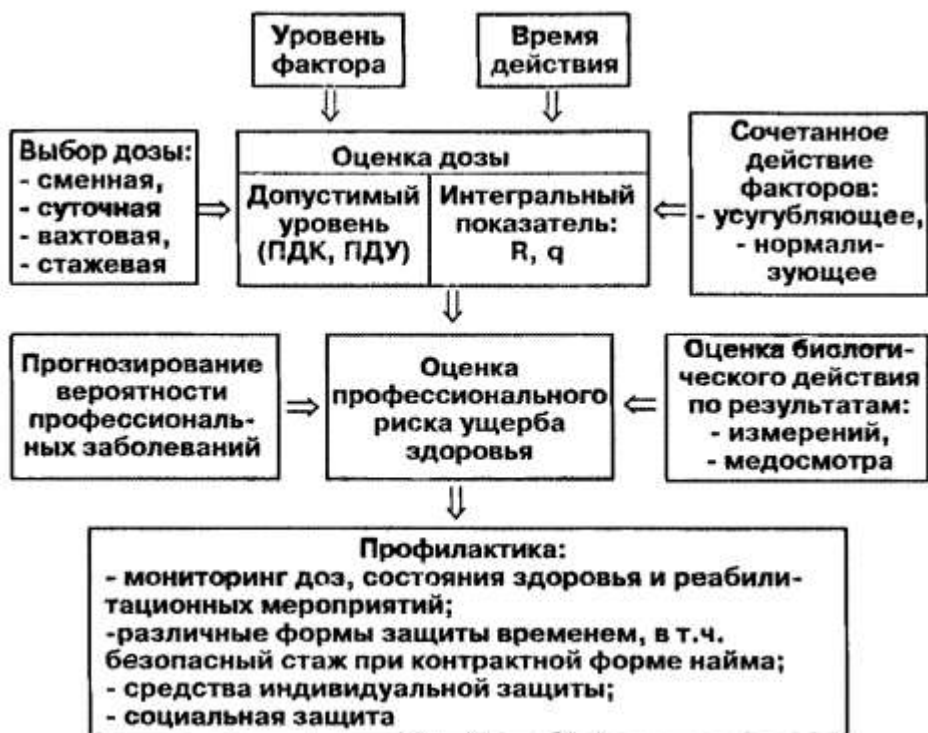 Уровень
фактора
Время
действия
Выбор дозы:
- сменная,
- суточная
- вахтовая,
- стажевая
Оценка дозы
Допустимый
уровень
(ПДК, ПДУ)
Интегральный
показатель:
R, q
Сочетанное
действие
факторов:
- усугубляющее,
- нормали-
зующее
Прогнозирование
вероятности
профессиональ-
ных заболеваний
Оценка
профессионального
риска ущерба
здоровья
Оценка биологи-
ческого действия
по результатам:
- измерений,
- медосмотра
Профилактика:
- мониторинг доз, состояния здоровья и реабили-
тационных мероприятий;
-различные формы защиты временем, в т.ч.
безопасный стаж при контрактной форме найма;
- средства индивидуальной защиты;
- социальная защита